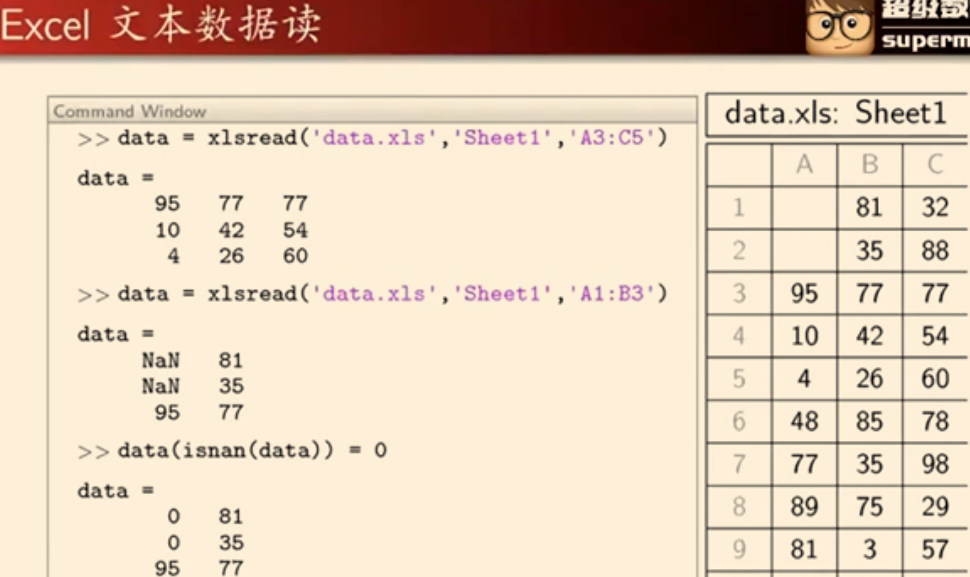 Excel 文本数据读
超级数
superm
Command Window
>> data = xlsread('data.xls','Sheet1','A3:C5')
data =
95 77 77
10 42 54
4 26 60
>> data = xlsread('data.xls','Sheet1','A1:B3')
data =
NaN 81
NaN 35
95 77
>> data(isnan(data)) = 0
data =
0 81
0 35
95 77
data.xls: Sheet1
A B C
1 81 32
2 35 88
3 95 77 77
4 10 42 54
5 4 26 60
6 48 85 78
7 77 35 98
8 89 75 29
9 81 3 57